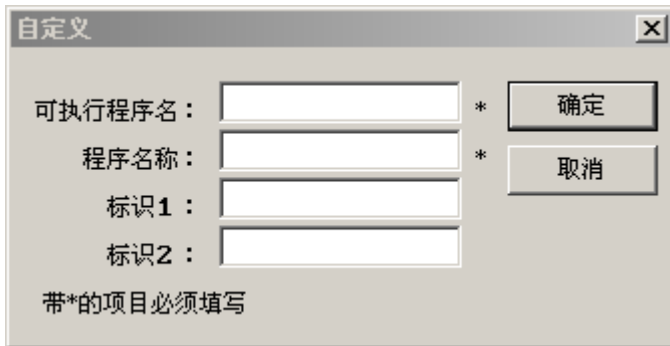 自定义
可执行程序名： * 确定
程序名称： * 取消
标识1：
标识2：
带*的项目必须填写